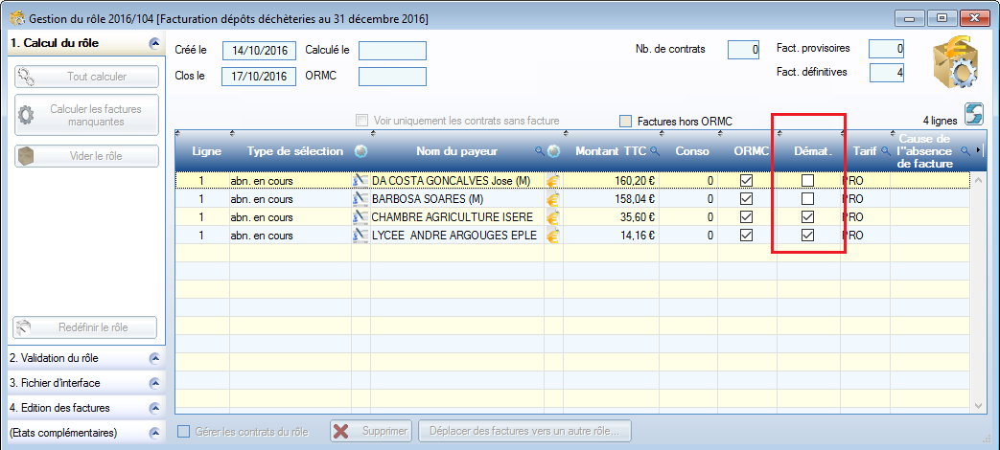 Gestion du rôle 2016/104 [Facturation dépôts déchèteries au 31 décembre 2016]
1. Calcul du rôle
Tout calculer
Calculer les factures
manquantes
Vider le rôle
Redéfinir le rôle
2. Validation du rôle
3. Fichier d'interface
4. Edition des factures
(Etats complémentaires)
Créé le 14/10/2016 Calculé le
Clos le 17/10/2016 ORMC
Nb. de contrats 0 Fact. provisoires 0
Fact. définitives 4
Voir uniquement les contrats sans facture Factures hors ORMC 4 lignes
Ligne Type de sélection Nom du payeur Montant TTC Conso ORMC Démat. Tarif Cause de l''absence de facture
1 abn. en cours DA COSTA GONCALVES Jose (M) 160,20 € 0 PRO
1 abn. en cours BARBOSA SOARES (M) 158,04 € 0 PRO
1 abn. en cours CHAMBRE AGRICULTURE ISERE 35,60 € 0 PRO
1 abn. en cours LYCEE ANDRE ARGOUGES EPLE 14,16 € 0 PRO
Gérer les contrats du rôle Supprimer Déplacer des factures vers un autre rôle...